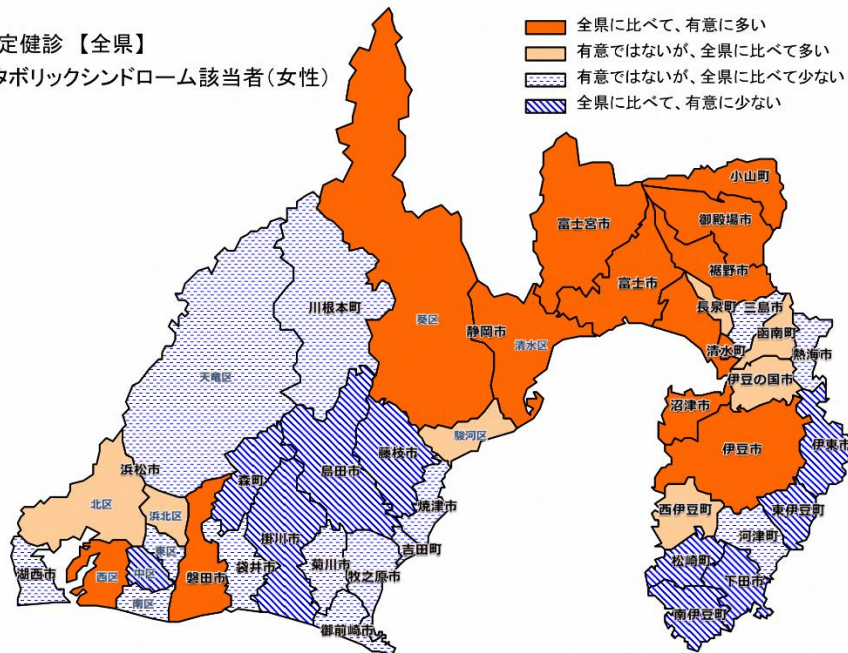 定健診 【全県】
タボリックシンドローム該当者(女性)
全県に比べて、有意に多い
有意ではないが、全県に比べて多い
有意ではないが、全県に比べて少ない
全県に比べて、有意に少ない
小山町
富士宮市
御殿場市
裾野市
富士市
長泉町
三島市
川根本町
葵区
静岡市
清水区
函南町
清水町
熱海市
天竜区
伊豆の国市
沼津市
駿河区
伊豆市
伊東市
藤枝市
島田市
浜松市
森町
北区
浜北区
焼津市
西伊豆町
東伊豆町
掛川市
河津町
東区
吉田町
松崎町
菊川市
湖西市
西区
中区
磐田市
袋井市
牧之原市
下田市
南区
南伊豆町
御前崎市